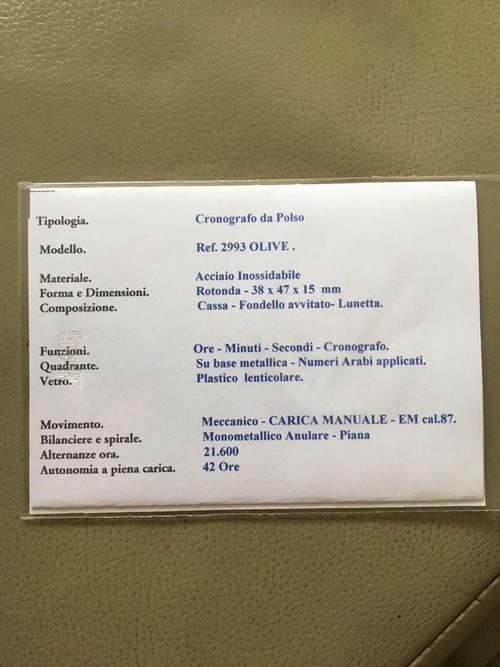 Tipologia. Cronografo da Polso
Modello. Ref. 2993 OLIVE .
Materiale. Acciaio Inossidabile
Forma e Dimensioni. Rotonda - 38 x 47 x 15 mm
Composizione. Cassa - Fondello avvitato- Lunetta.
Funzioni. Ore - Minuti - Secondi - Cronografo.
Quadrante. Su base metallica - Numeri Arabi applicati.
Vetro. Plastico lenticolare.
Movimento. Meccanico - CARICA MANUALE - EM cal.87.
Bilanciere e spirale. Monometallico Anulare - Piana
Alternanze ora. 21.600
Autonomia a piena carica. 42 Ore